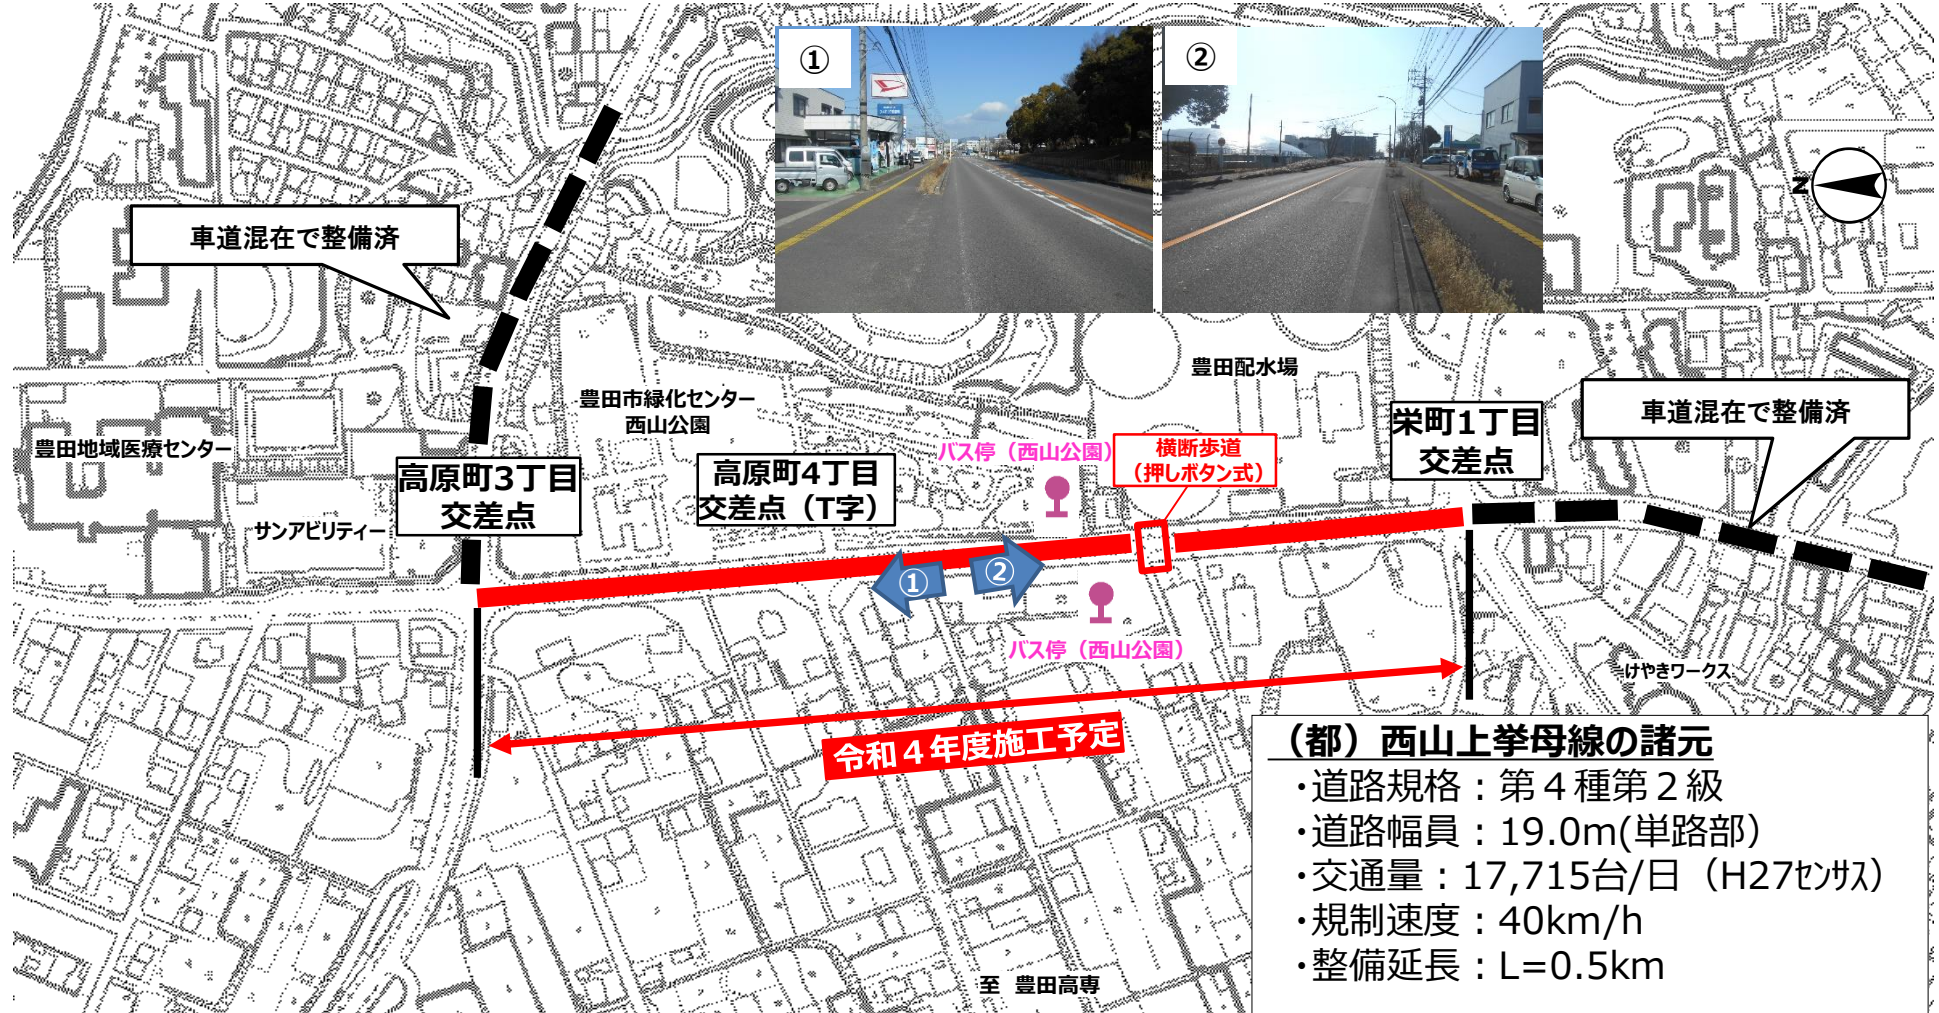 ①
②
N
車道混在で整備済
豊田配水場
豊田市緑化センター
西山公園
車道混在で整備済
栄町1丁目
交差点
豊田地域医療センター
高原町3丁目
交差点
高原町4丁目
交差点（T字）
バス停（西山公園）
横断歩道
（押しボタン式）
サンアビリティー
①
②
バス停（西山公園）
けやきワークス
令和４年度施工予定
（都）西山上挙母線の諸元
・道路規格：第４種第２級
・道路幅員：19.0m(単路部）
・交通量：17,715台/日（H27ｾﾝｻｽ）
・規制速度：40km/h
・整備延長：L=0.5km
至 豊田高専